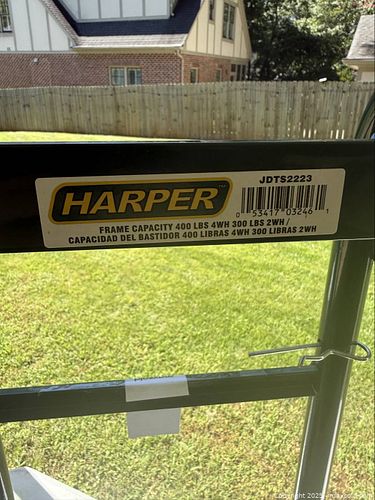 HARPER™
JDTS2223
0 53417 03246 1
FRAME CAPACITY 400 LBS 4WH 300 LBS 2WH /
CAPACIDAD DEL BASTIDOR 400 LIBRAS 4WH 300 LIBRAS 2WH